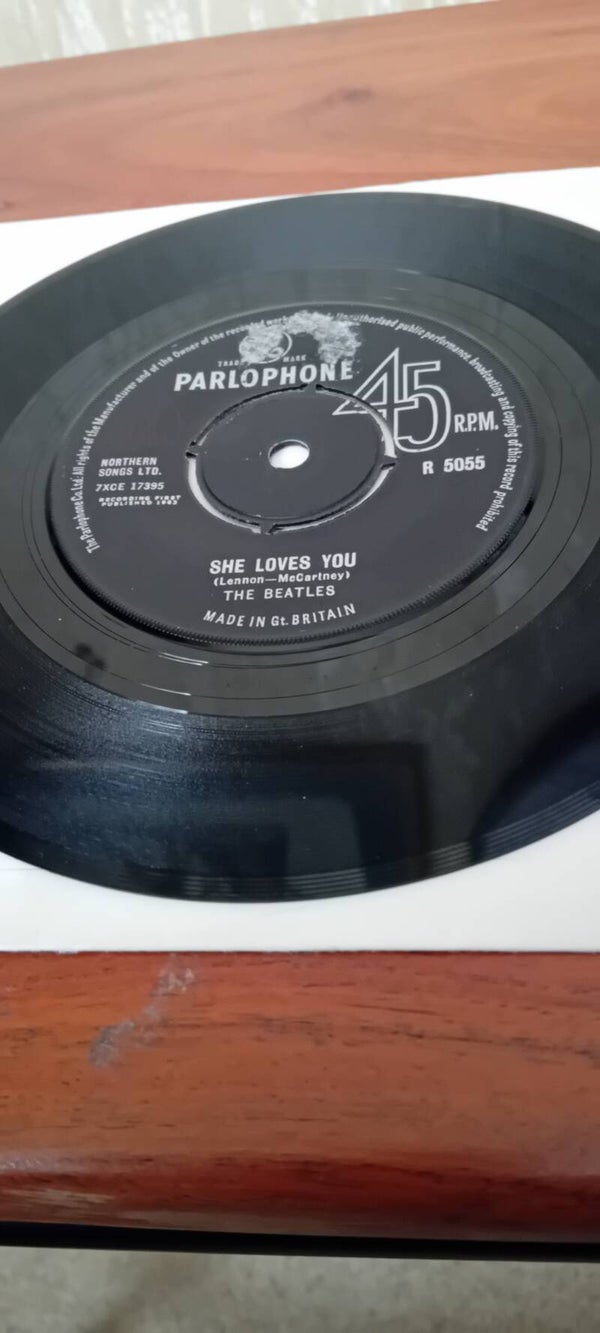 The Parlophone Co. Ltd. All rights of the Manufacturer and of the Owner of the recorded work Unauthorised public performance, broadcasting and copying of this record prohibited
TRADE MARK
PARLOPHONE
45
R.P.M.
R 5055
NORTHERN
SONGS LTD.
7XCE 17395
RECORDING FIRST
PUBLISHED 1963
SHE LOVES YOU
(Lennon—McCartney)
THE BEATLES
MADE IN Gt. BRITAIN